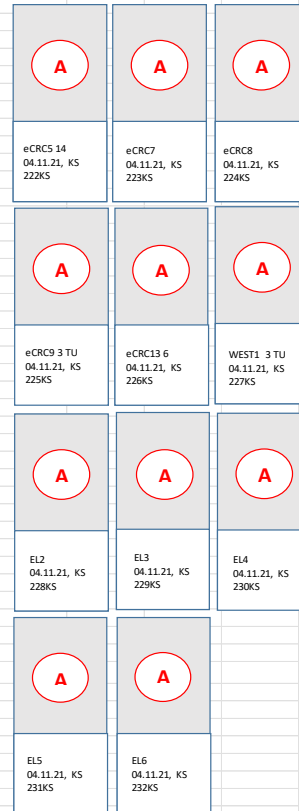 A
A
A
eCRC5 14
04.11.21, KS
222KS
eCRC7
04.11.21, KS
223KS
eCRC8
04.11.21, KS
224KS
A
A
A
eCRC9 3 TU
04.11.21, KS
225KS
eCRC13 6
04.11.21, KS
226KS
WEST1 3 TU
04.11.21, KS
227KS
A
A
A
EL2
04.11.21, KS
228KS
EL3
04.11.21, KS
229KS
EL4
04.11.21, KS
230KS
A
A
EL5
04.11.21, KS
231KS
EL6
04.11.21, KS
232KS